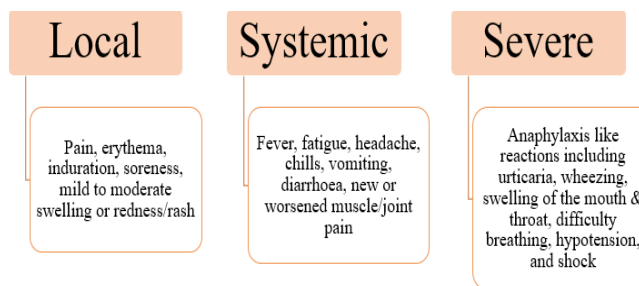 Local
Pain, erythema,
induration, soreness,
mild to moderate
swelling or redness/rash
Systemic
Fever, fatigue, headache,
chills, vomiting,
diarrhoea, new or
worsened muscle/joint
pain
Severe
Anaphylaxis like
reactions including
urticaria, wheezing,
swelling of the mouth &
throat, difficulty
breathing, hypotension,
and shock